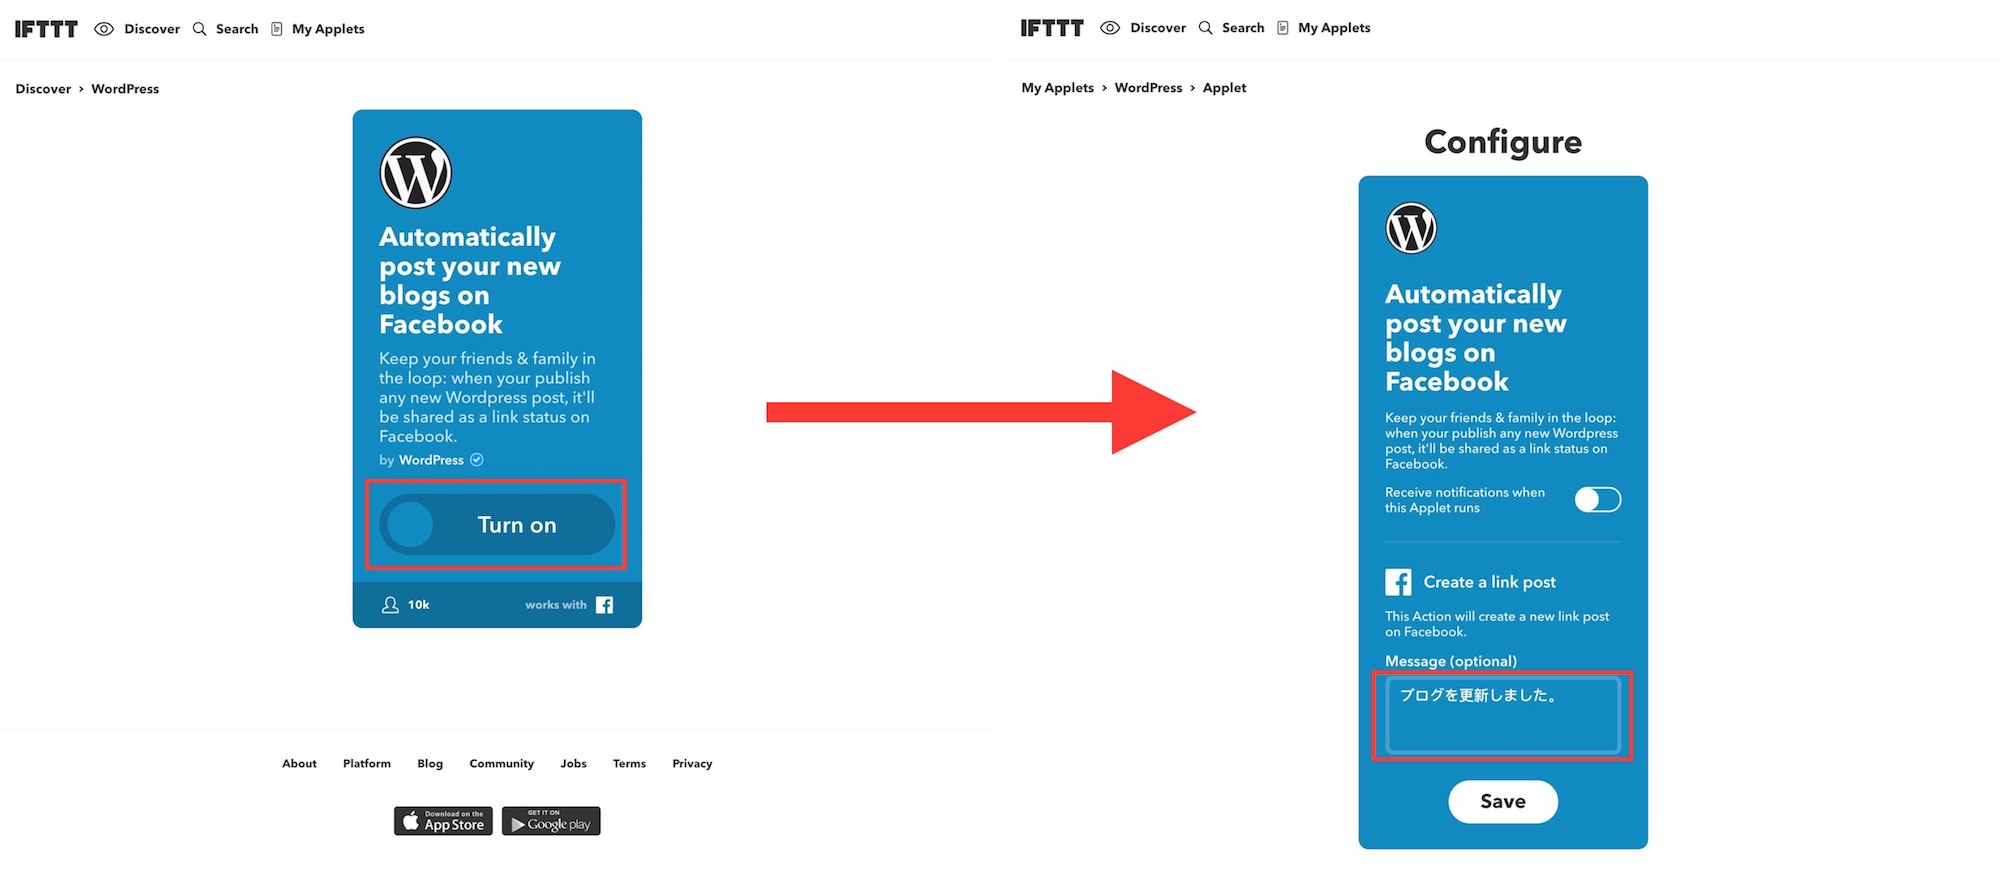 IFTTT Discover Search My Applets
Discover › WordPress
Automatically
post your new
blogs on
Facebook
Keep your friends & family in
the loop: when your publish
any new Wordpress post, it'll
be shared as a link status on
Facebook.
by WordPress
Turn on
10k works with
About Platform Blog Community Jobs Terms Privacy
Download on the
App Store
GET IT ON
Google play
IFTTT Discover Search My Applets
My Applets › WordPress › Applet
Configure
Automatically
post your new
blogs on
Facebook
Keep your friends & family in the loop:
when your publish any new Wordpress
post, it'll be shared as a link status on
Facebook.
Receive notifications when
this Applet runs
Create a link post
This Action will create a new link post
on Facebook.
Message (optional)
ブログを更新しました。
Save